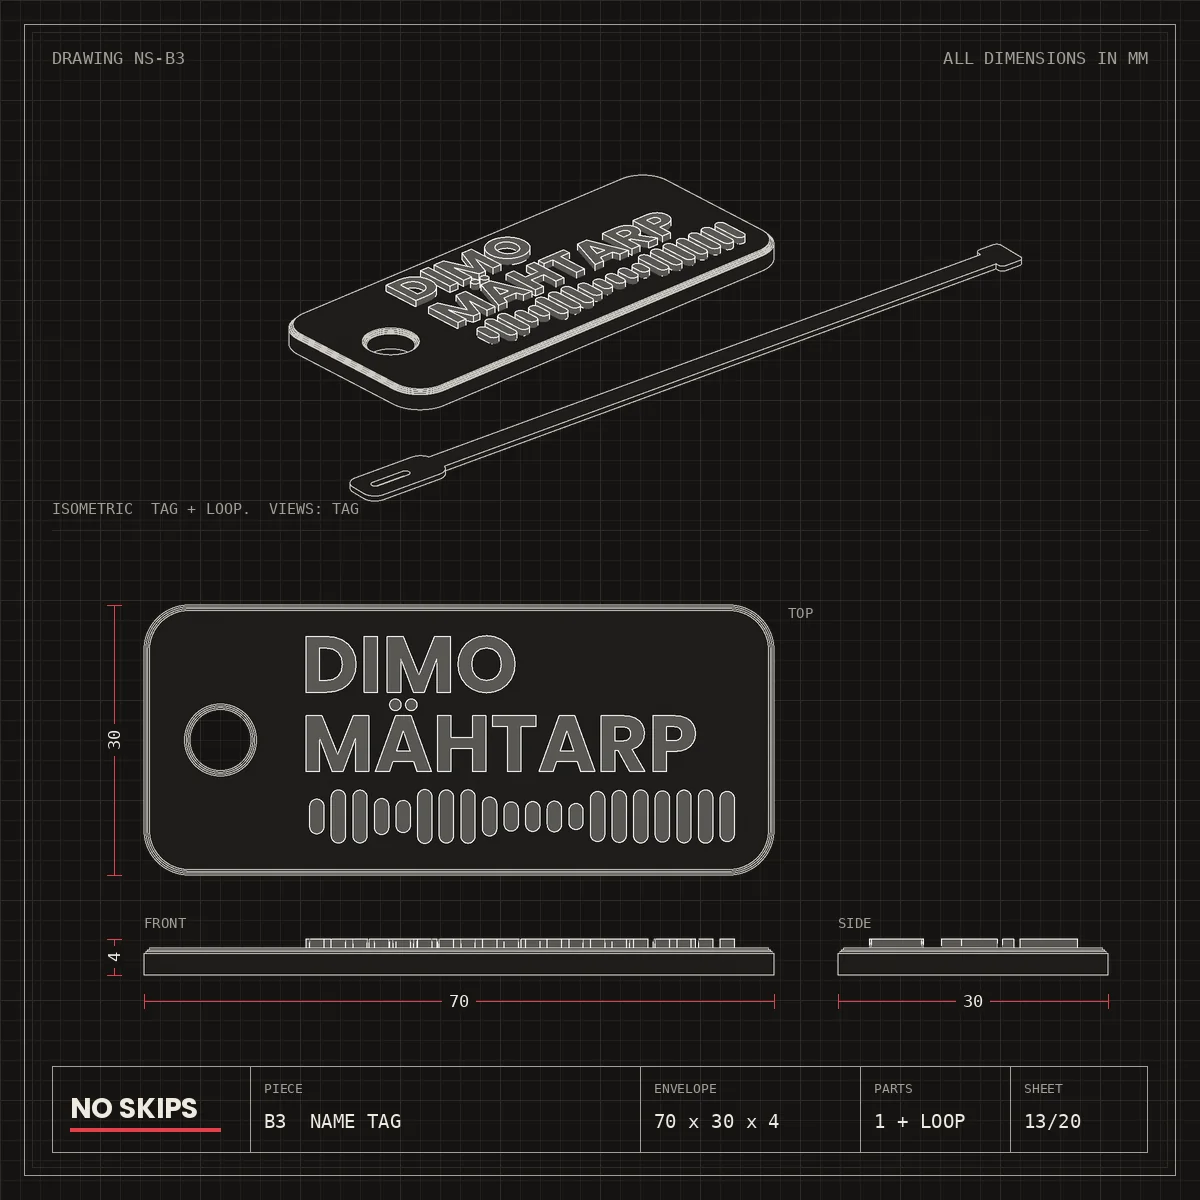 DRAWING NS-B3
ALL DIMENSIONS IN MM
DIMO
MÄHTARP
ISOMETRIC  TAG + LOOP.  VIEWS: TAG
TOP
30
DIMO
MÄHTARP
FRONT
SIDE
4
70
30
NO SKIPS
PIECE
B3  NAME TAG
ENVELOPE
70 x 30 x 4
PARTS
1 + LOOP
SHEET
13/20